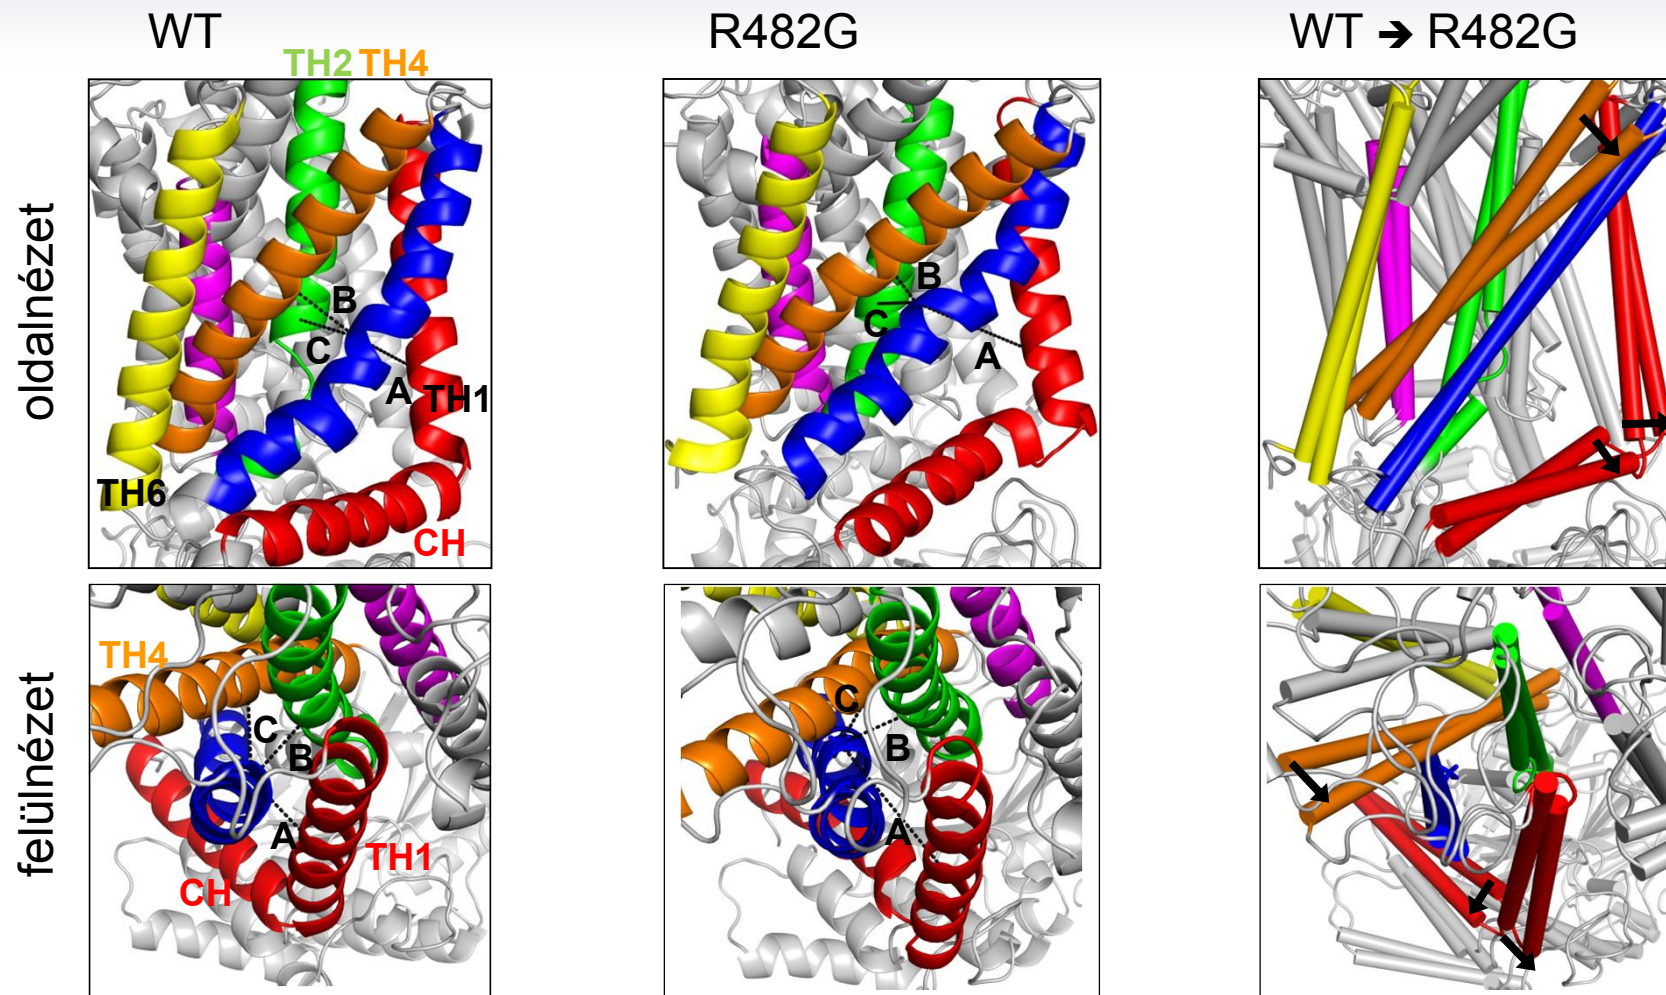 WT
R482G
WT ➔ R482G
TH2 TH4
oldalnézet
B
C
A
TH1
TH6
CH
B
C
A
felülnézet
TH4
C
B
A
TH1
CH
C
B
A